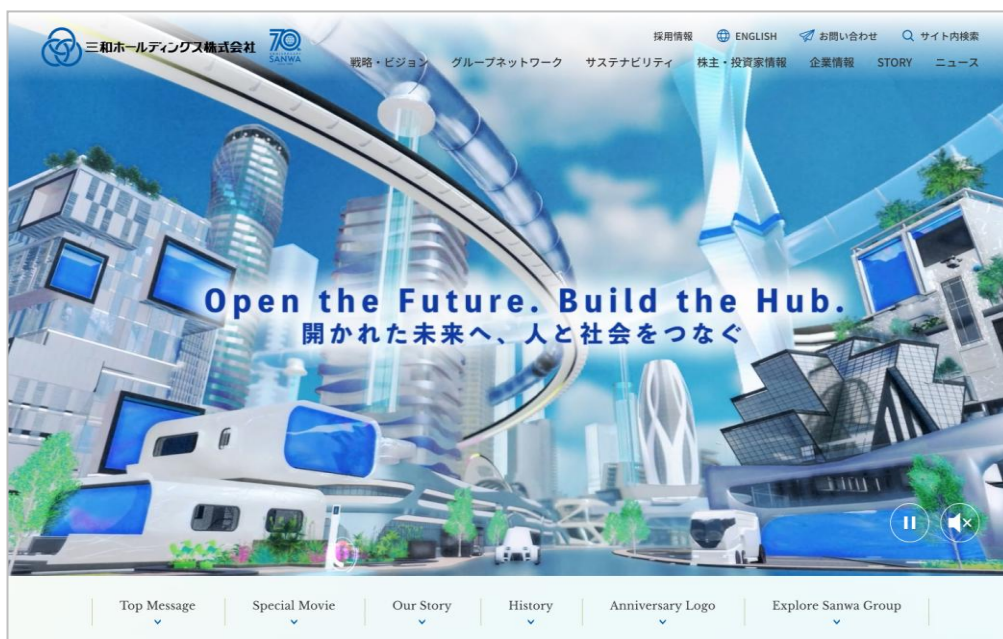 三和ホールディングス株式会社
70
ANNIVERSARY
SANWA
採用情報 ENGLISH お問い合わせ サイト内検索
戦略・ビジョン グループネットワーク サステナビリティ 株主・投資家情報 企業情報 STORY ニュース
Open the Future. Build the Hub.
開かれた未来へ、人と社会をつなぐ
Top Message Special Movie Our Story History Anniversary Logo Explore Sanwa Group